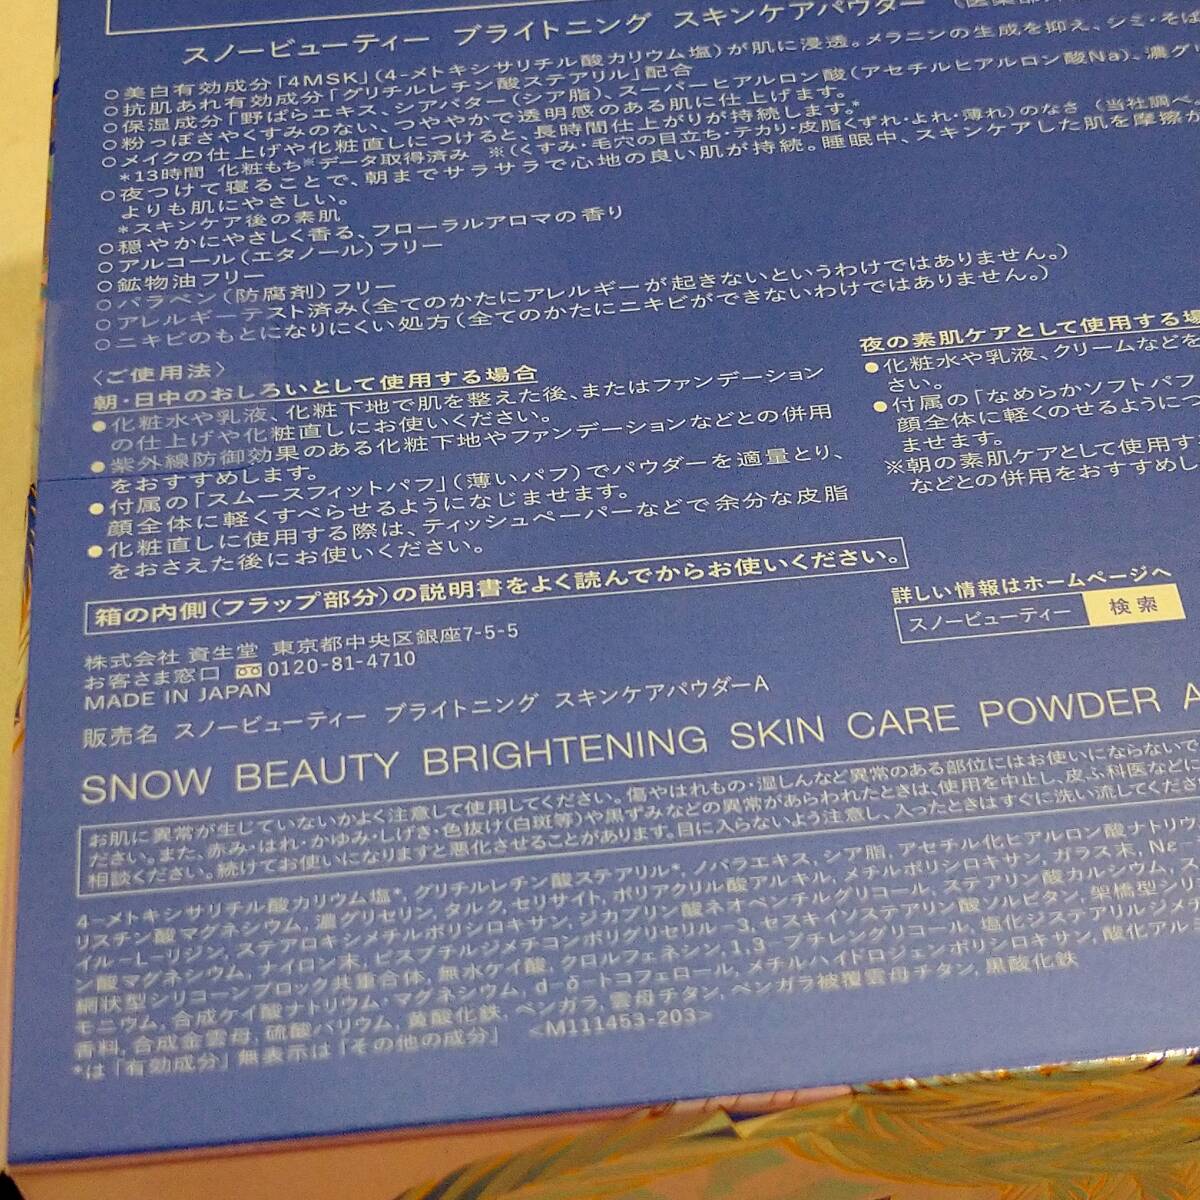 スノービューティー ブライトニング スキンケアパウダー
○美白有効成分「4MSK」(4-メトキシサリチル酸カリウム塩)が肌に浸透。メラニンの生成を抑え、シミ・そば
○抗肌あれ有効成分「グリチルレチン酸ステアリル」配合
○保湿成分「野ばらエキス、シアバター(シア脂)、スーパーヒアルロン酸(アセチルヒアルロン酸Na)、濃グ
○粉っぽさやくすみのない、つややかで透明感のある肌に仕上げます。
○メイクの仕上げや化粧直しにつけると、長時間仕上がりが持続します。*
*13時間 化粧もち※データ取得済み ※(くすみ・毛穴の目立ち・テカリ・皮脂くずれ・よれ・薄れ)のなさ (当社調べ
○夜つけて寝ることで、朝までサラサラで心地の良い肌が持続。睡眠中、スキンケアした肌を摩擦か
よりも肌にやさしい。
*スキンケア後の素肌
○穏やかにやさしく香る、フローラルアロマの香り
○アルコール(エタノール)フリー
○鉱物油フリー
○パラベン(防腐剤)フリー
○アレルギーテスト済み(全てのかたにアレルギーが起きないというわけではありません。)
○ニキビのもとになりにくい処方(全てのかたにニキビができないわけではありません。)
〈ご使用法〉
朝・日中のおしろいとして使用する場合
●化粧水や乳液、化粧下地で肌を整えた後、またはファンデーション
の仕上げや化粧直しにお使いください。
●紫外線防御効果のある化粧下地やファンデーションなどとの併用
をおすすめします。
●付属の「スムースフィットパフ」(薄いパフ)でパウダーを適量とり、
顔全体に軽くすべらせるようになじませます。
●化粧直しに使用する際は、ティッシュペーパーなどで余分な皮脂
をおさえた後にお使いください。
夜の素肌ケアとして使用する場
●化粧水や乳液、クリームなどを
さい。
●付属の「なめらかソフトパフ
顔全体に軽くのせるようにつ
ませます。
※朝の素肌ケアとして使用す
などとの併用をおすすめし
箱の内側(フラップ部分)の説明書をよく読んでからお使いください。
詳しい情報はホームページへ
スノービューティー 検索
株式会社 資生堂 東京都中央区銀座7-5-5
お客さま窓口 0120-81-4710
MADE IN JAPAN
販売名 スノービューティー ブライトニング スキンケアパウダーA
SNOW BEAUTY BRIGHTENING SKIN CARE POWDER A
お肌に異常が生じていないかよく注意して使用してください。傷やはれもの・湿しんなど異常のある部位にはお使いにならないで
ださい。また、赤み・はれ・かゆみ・しげき・色抜け(白斑等)や黒ずみなどの異常があらわれたときは、使用を中止し、皮ふ科医などに
相談ください。続けてお使いになりますと悪化させることがあります。目に入らないよう注意し、入ったときはすぐに洗い流してくださ
4-メトキシサリチル酸カリウム塩*, グリチルレチン酸ステアリル*, ノバラエキス, シア脂, アセチル化ヒアルロン酸ナトリウ
リスチン酸マグネシウム, 濃グリセリン, タルク, セリサイト, ポリアクリル酸アルキル, メチルポリシロキサン, ガラス末, Nε-
イル-L-リジン, ステアロキシメチルポリシロキサン, ジカプリン酸ネオペンチルグリコール, ステアリン酸カルシウム, ス
ン酸マグネシウム, ナイロン末, ビスブチルジメチコンポリグリセリル-3, セスキイソステアリン酸ソルビタン, 架橋型シリ
網状型シリコーンブロック共重合体, 無水ケイ酸, クロルフェネシン, 1,3-ブチレングリコール, 塩化ジステアリルジメチ
モニウム, 合成ケイ酸ナトリウム・マグネシウム, d-δ-トコフェロール, メチルハイドロジェンポリシロキサン, 酸化アル
香料, 合成金雲母, 硫酸バリウム, 黄酸化鉄, ベンガラ, 雲母チタン, ベンガラ被覆雲母チタン, 黒酸化鉄
*は「有効成分」無表示は「その他の成分」 <M111453-203>